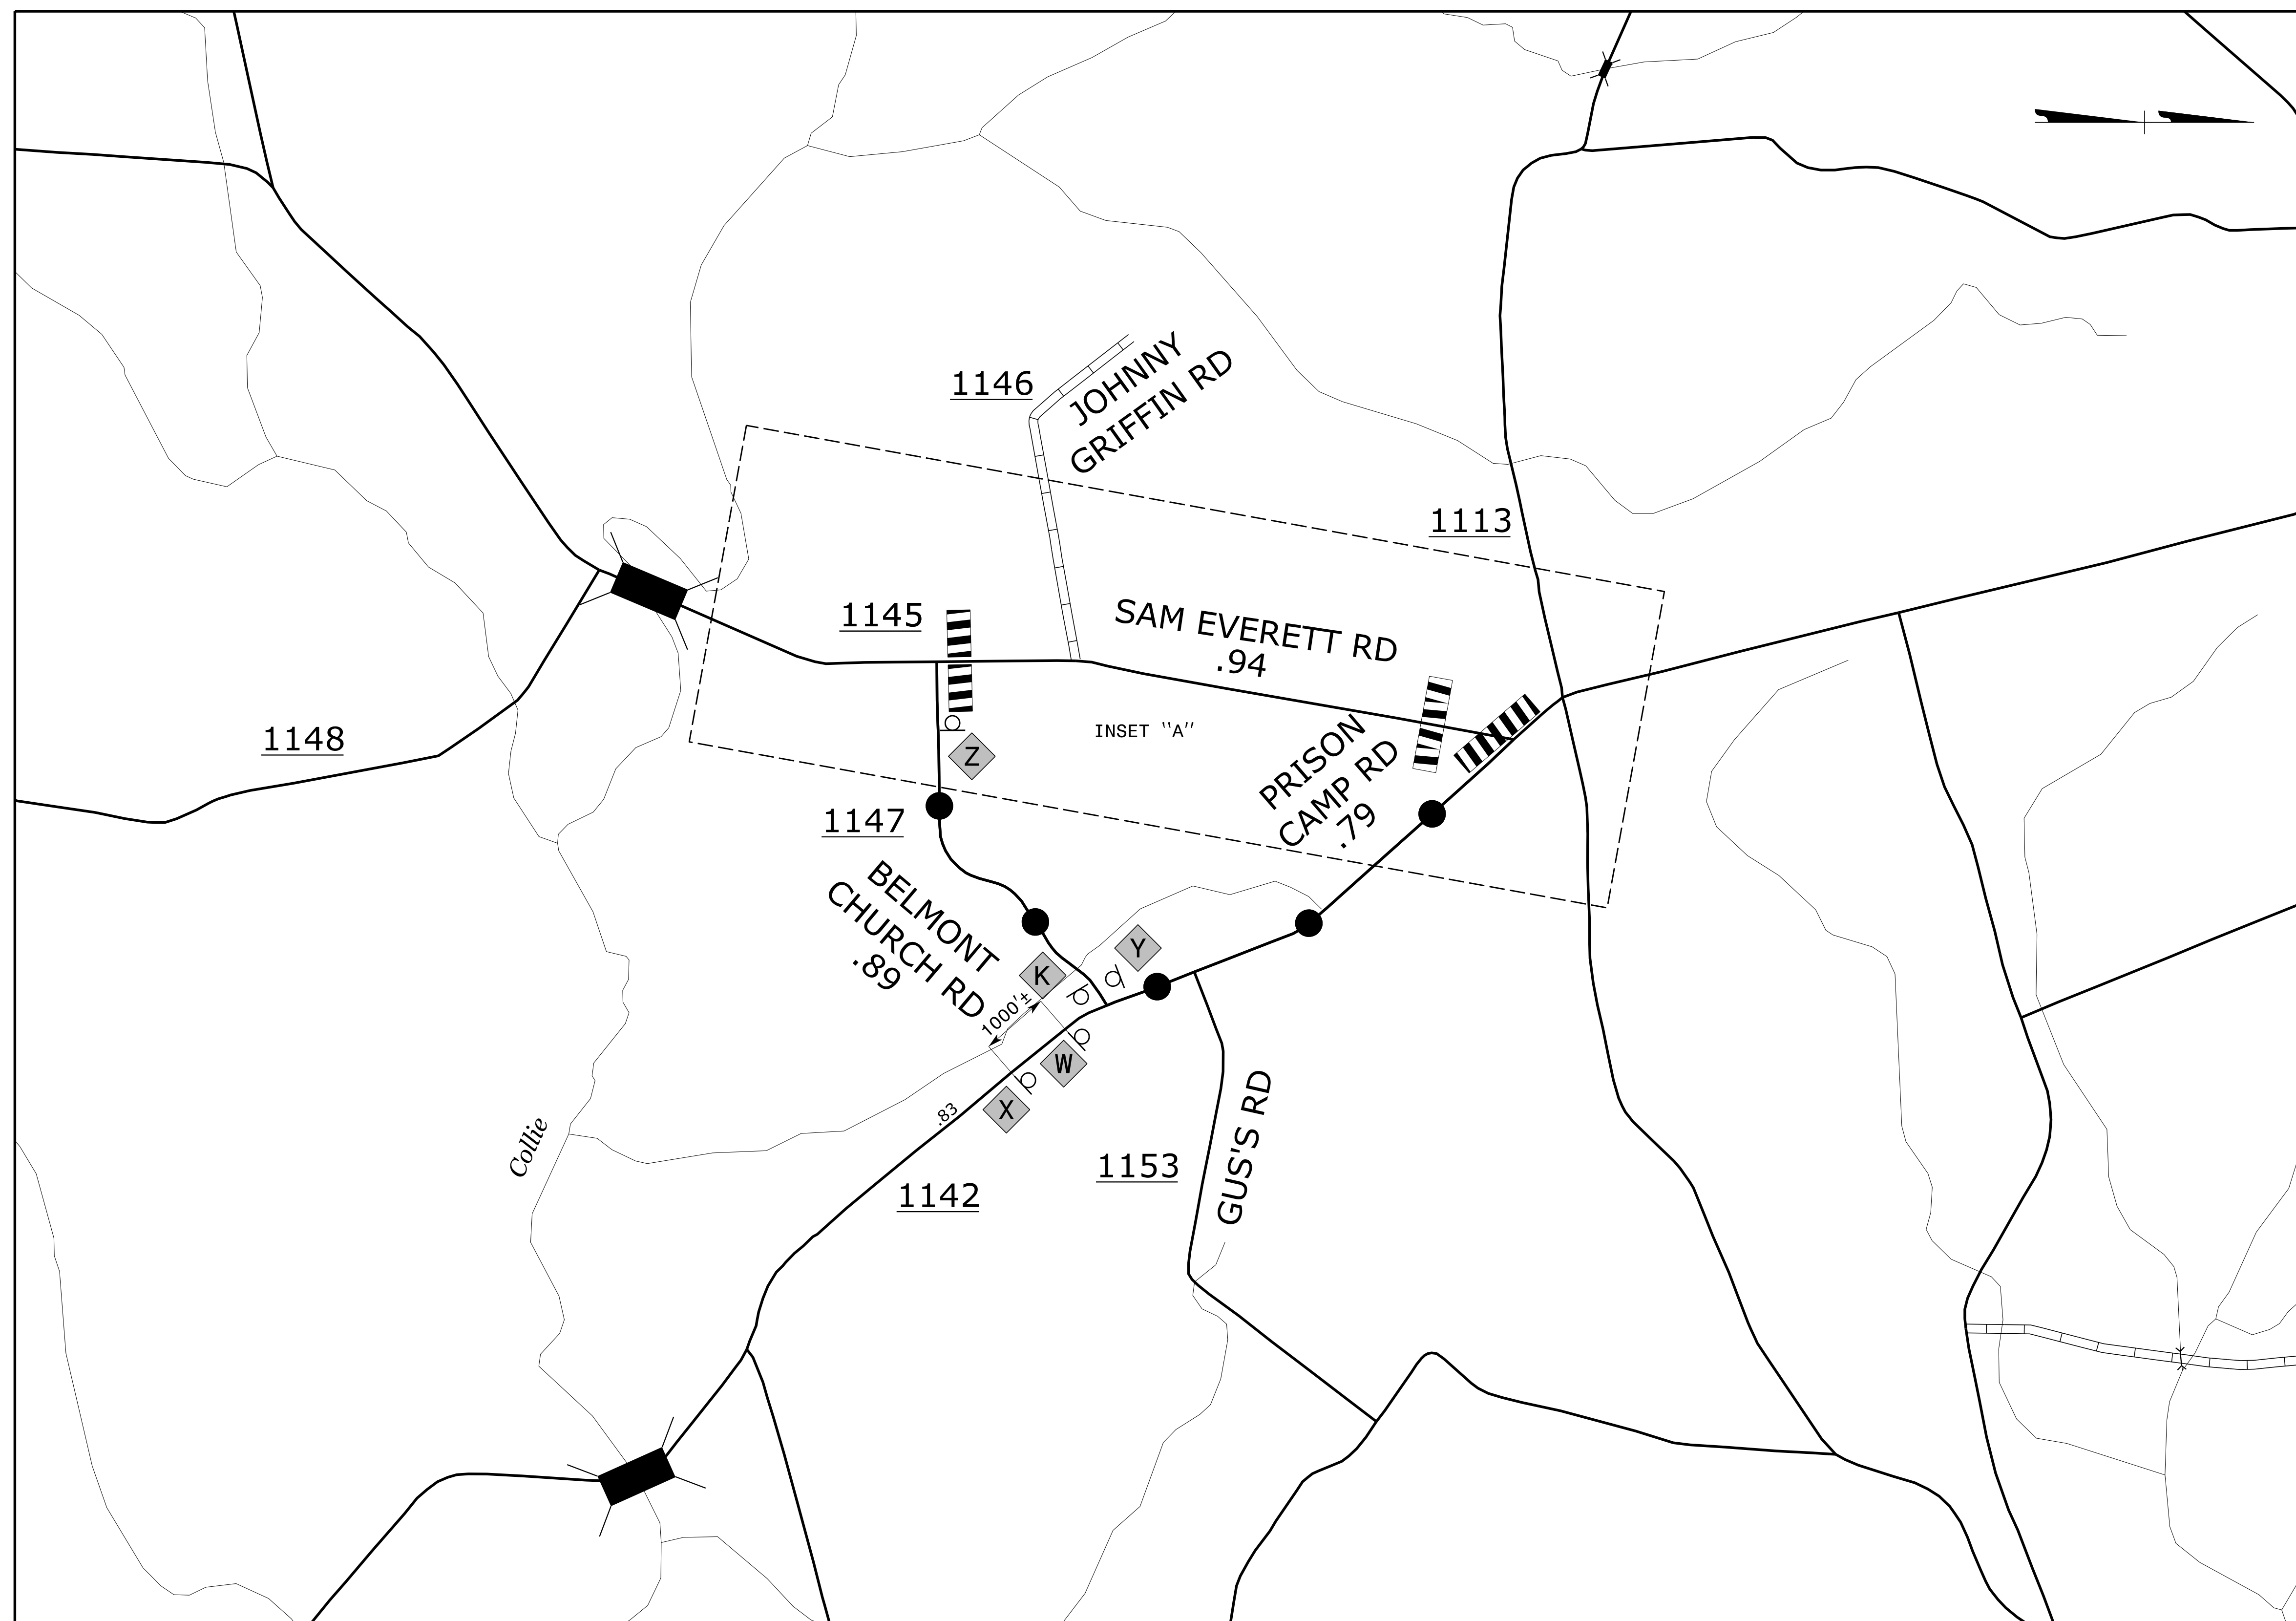 1146
JOHNNY
GRIFFIN RD
1113
1145
SAM EVERETT RD
.94
1148
INSET "A"
Z
PRISON
CAMP RD
.79
1147
BELMONT
CHURCH RD
.89
Y
K
1000'±
W
X
.83
Collie
1153
GUS'S RD
1142